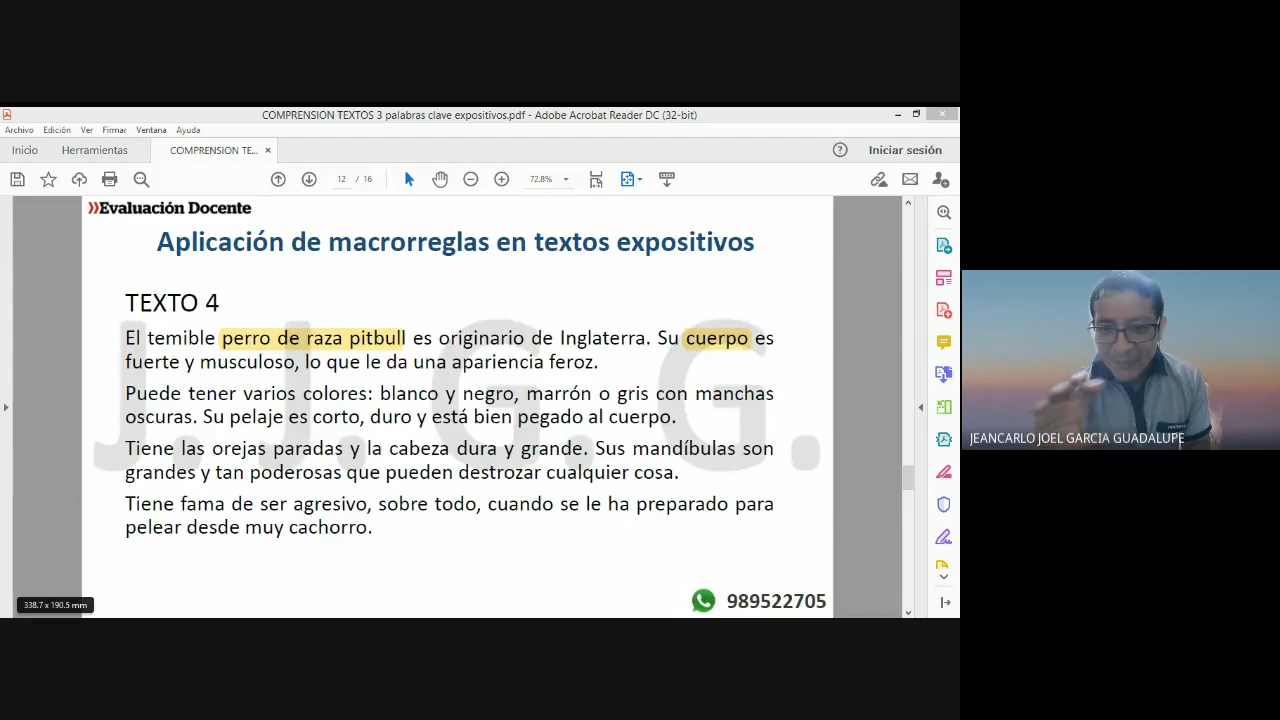 COMPRENSION TEXTOS 3 palabras clave expositivos.pdf - Adobe Acrobat Reader DC (32-bit)
Archivo Edición Ver Firmar Ventana Ayuda
Inicio Herramientas COMPRENSION TE... × Iniciar sesión
12 / 16 72.8%
»Evaluación Docente
Aplicación de macrorreglas en textos expositivos
TEXTO 4
El temible perro de raza pitbull es originario de Inglaterra. Su cuerpo es
fuerte y musculoso, lo que le da una apariencia feroz.
Puede tener varios colores: blanco y negro, marrón o gris con manchas
oscuras. Su pelaje es corto, duro y está bien pegado al cuerpo.
Tiene las orejas paradas y la cabeza dura y grande. Sus mandíbulas son
grandes y tan poderosas que pueden destrozar cualquier cosa.
Tiene fama de ser agresivo, sobre todo, cuando se le ha preparado para
pelear desde muy cachorro.
J. J. G. G.
989522705
338.7 x 190.5 mm
JEANCARLO JOEL GARCIA GUADALUPE